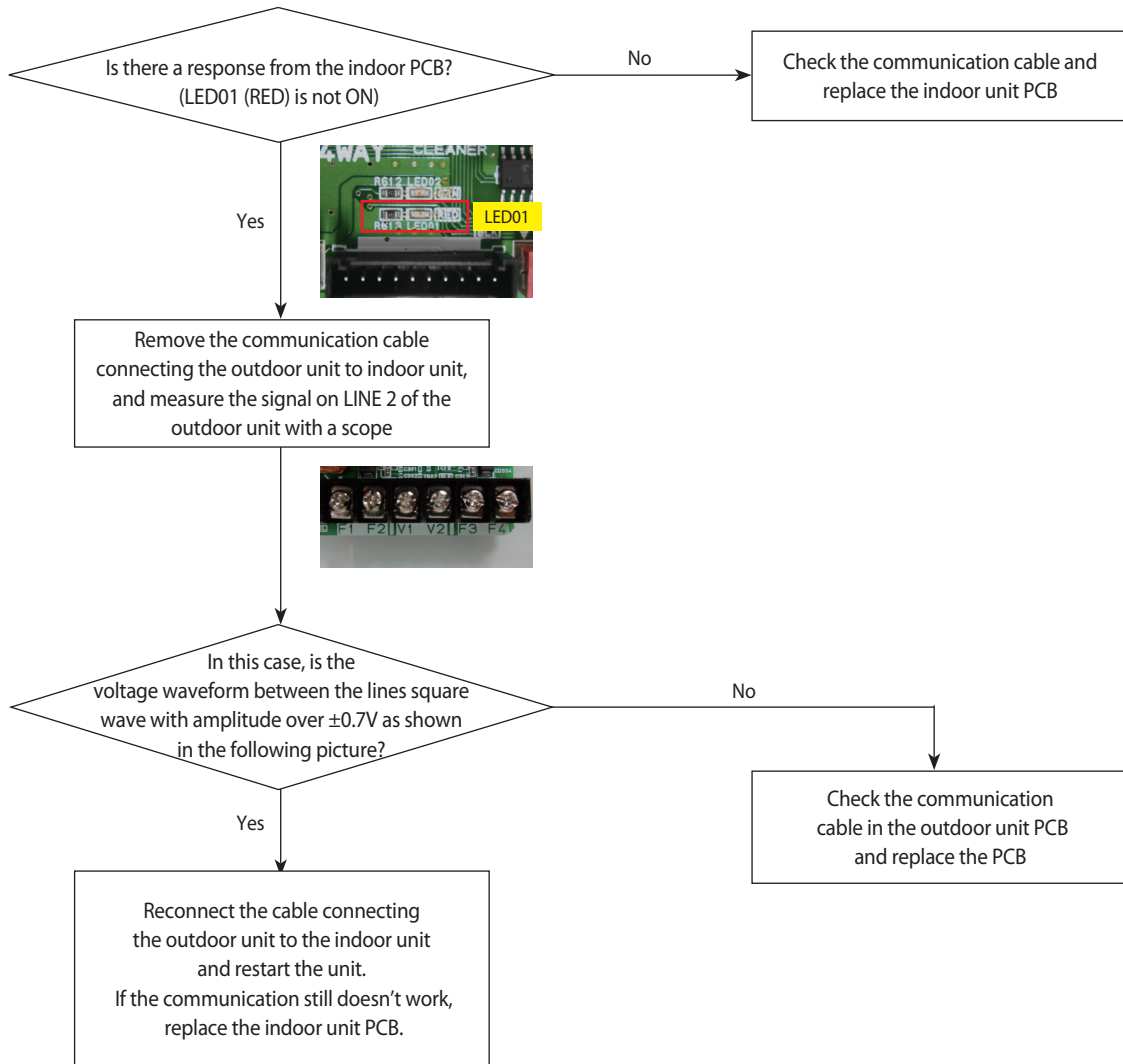 Is there a response from the indoor PCB?
(LED01 (RED) is not ON)
No
Check the communication cable and
replace the indoor unit PCB
Yes
4WAY CLEANER
R612 LED02 GRN
RED
R613 LED01
LED01
Remove the communication cable
connecting the outdoor unit to indoor unit,
and measure the signal on LINE 2 of the
outdoor unit with a scope
F1 F2 V1 V2 F3 F4
In this case, is the
voltage waveform between the lines square
wave with amplitude over ±0.7V as shown
in the following picture?
No
Yes
Check the communication
cable in the outdoor unit PCB
and replace the PCB
Reconnect the cable connecting
the outdoor unit to the indoor unit
and restart the unit.
If the communication still doesn’t work,
replace the indoor unit PCB.